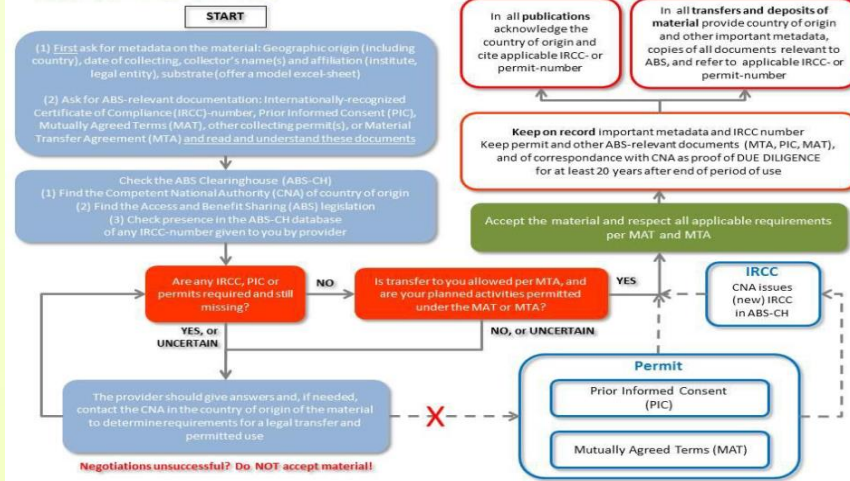 START
(1) First ask for metadata on the material: Geographic origin (including
country), date of collecting, collector's name(s) and affiliation (institute,
legal entity), substrate (offer a model excel-sheet)
(2) Ask for ABS-relevant documentation: Internationally-recognized
Certificate of Compliance (IRCC)-number, Prior Informed Consent (PIC),
Mutually Agreed Terms (MAT), other collecting permit(s), or Material
Transfer Agreement (MTA) and read and understand these documents
Check the ABS Clearinghouse (ABS-CH)
(1) Find the Competent National Authority (CNA) of country of origin
(2) Find the Access and Benefit Sharing (ABS) legislation
(3) Check presence in the ABS-CH database
of any IRCC-number given to you by provider
Are any IRCC, PIC or
permits required and still
missing?
NO
YES, or
UNCERTAIN
Is transfer to you allowed per MTA, and
are your planned activities permitted
under the MAT or MTA?
YES
NO, or UNCERTAIN
The provider should give answers and, if needed,
contact the CNA in the country of origin of the material
to determine requirements for a legal transfer and
permitted use
X
Negotiations unsuccessful? Do NOT accept material!
Permit
Prior Informed Consent
(PIC)
Mutually Agreed Terms (MAT)
IRCC
CNA issues
(new) IRCC
in ABS-CH
Accept the material and respect all applicable requirements
per MAT and MTA
Keep on record important metadata and IRCC number
Keep permit and other ABS-relevant documents (MTA, PIC, MAT),
and of correspondance with CNA as proof of DUE DILIGENCE
for at least 20 years after end of period of use
In all publications
acknowledge the
country of origin and
cite applicable IRCC- or
permit-number
In all transfers and deposits of
material provide country of origin
and other important metadata,
copies of all documents relevant to
ABS, and refer to applicable IRCC- or
permit-number